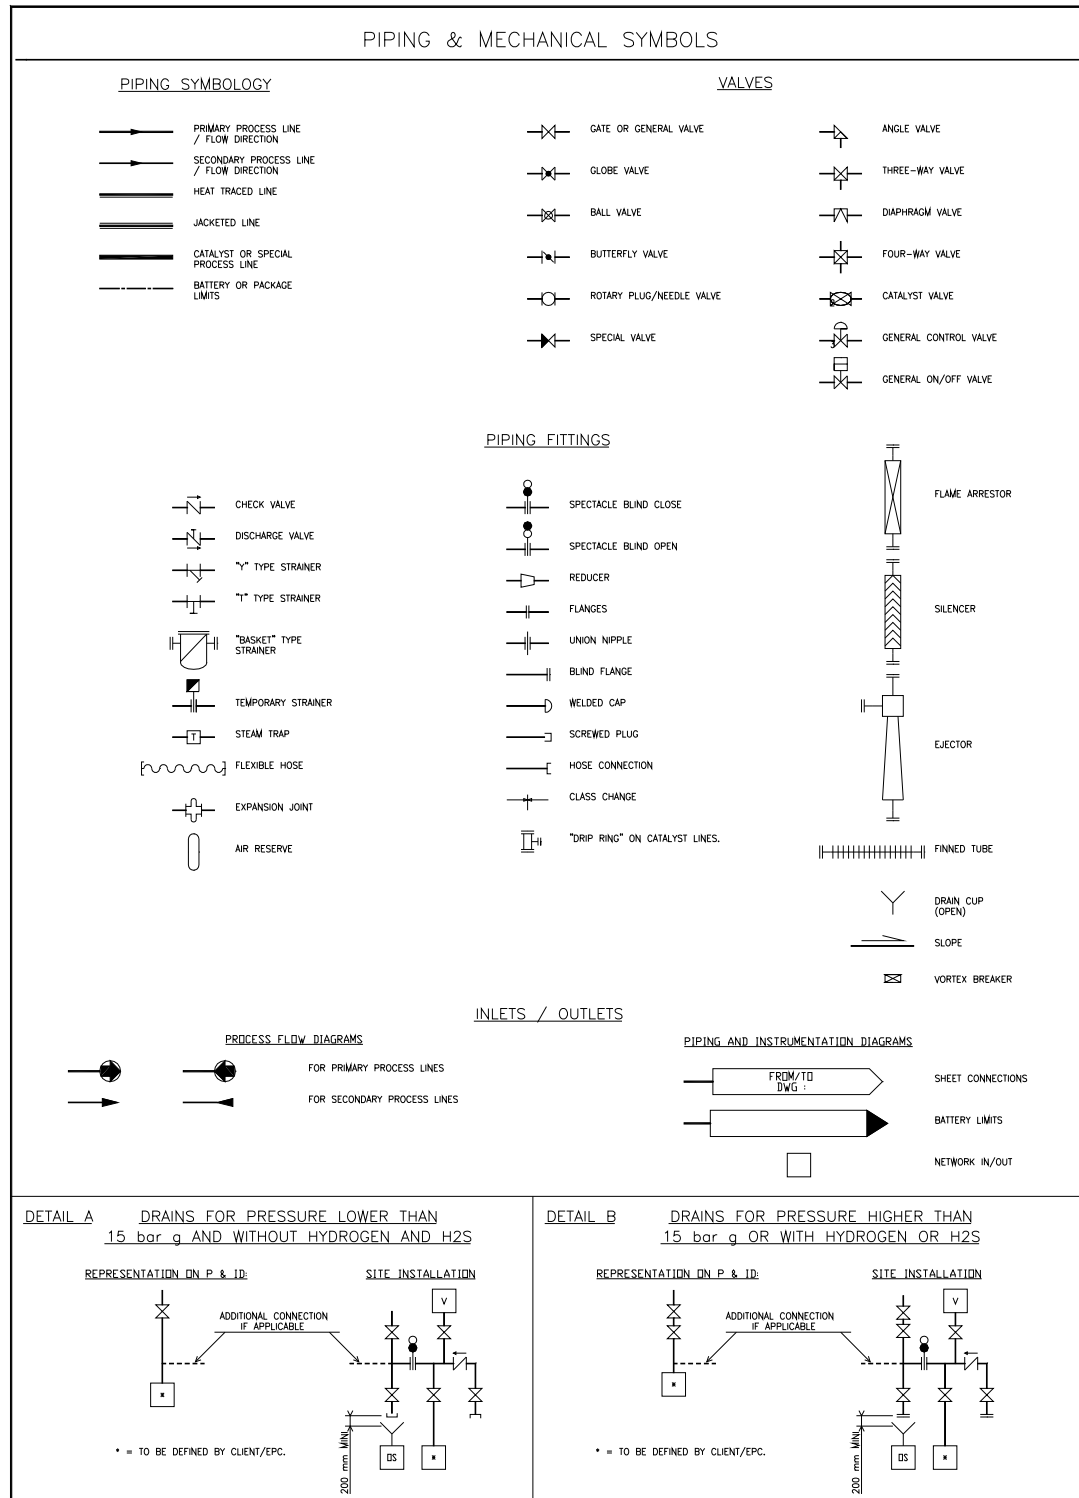 PIPING & MECHANICAL SYMBOLS
PIPING SYMBOLOGY
PRIMARY PROCESS LINE
/ FLOW DIRECTION
SECONDARY PROCESS LINE
/ FLOW DIRECTION
HEAT TRACED LINE
JACKETED LINE
CATALYST OR SPECIAL
PROCESS LINE
BATTERY OR PACKAGE
LIMITS
VALVES
GATE OR GENERAL VALVE
GLOBE VALVE
BALL VALVE
BUTTERFLY VALVE
ROTARY PLUG/NEEDLE VALVE
SPECIAL VALVE
ANGLE VALVE
THREE-WAY VALVE
DIAPHRAGM VALVE
FOUR-WAY VALVE
CATALYST VALVE
GENERAL CONTROL VALVE
GENERAL ON/OFF VALVE
PIPING FITTINGS
CHECK VALVE
DISCHARGE VALVE
"Y" TYPE STRAINER
"T" TYPE STRAINER
"BASKET" TYPE
STRAINER
TEMPORARY STRAINER
T
STEAM TRAP
FLEXIBLE HOSE
EXPANSION JOINT
AIR RESERVE
SPECTACLE BLIND CLOSE
SPECTACLE BLIND OPEN
REDUCER
FLANGES
UNION NIPPLE
BLIND FLANGE
WELDED CAP
SCREWED PLUG
HOSE CONNECTION
CLASS CHANGE
"DRIP RING" ON CATALYST LINES.
FLAME ARRESTOR
SILENCER
EJECTOR
FINNED TUBE
DRAIN CUP
(OPEN)
SLOPE
VORTEX BREAKER
INLETS / OUTLETS
PROCESS FLOW DIAGRAMS
FOR PRIMARY PROCESS LINES
FOR SECONDARY PROCESS LINES
PIPING AND INSTRUMENTATION DIAGRAMS
FROM/TO
DWG :
SHEET CONNECTIONS
BATTERY LIMITS
NETWORK IN/OUT
DETAIL A
DRAINS FOR PRESSURE LOWER THAN
15 bar g AND WITHOUT HYDROGEN AND H2S
REPRESENTATION ON P & ID:
SITE INSTALLATION
V
ADDITIONAL CONNECTION
IF APPLICABLE
*
200 mm MINI
* = TO BE DEFINED BY CLIENT/EPC.
OS
*
DETAIL B
DRAINS FOR PRESSURE HIGHER THAN
15 bar g OR WITH HYDROGEN OR H2S
REPRESENTATION ON P & ID:
SITE INSTALLATION
V
ADDITIONAL CONNECTION
IF APPLICABLE
*
200 mm MINI
* = TO BE DEFINED BY CLIENT/EPC.
OS
*